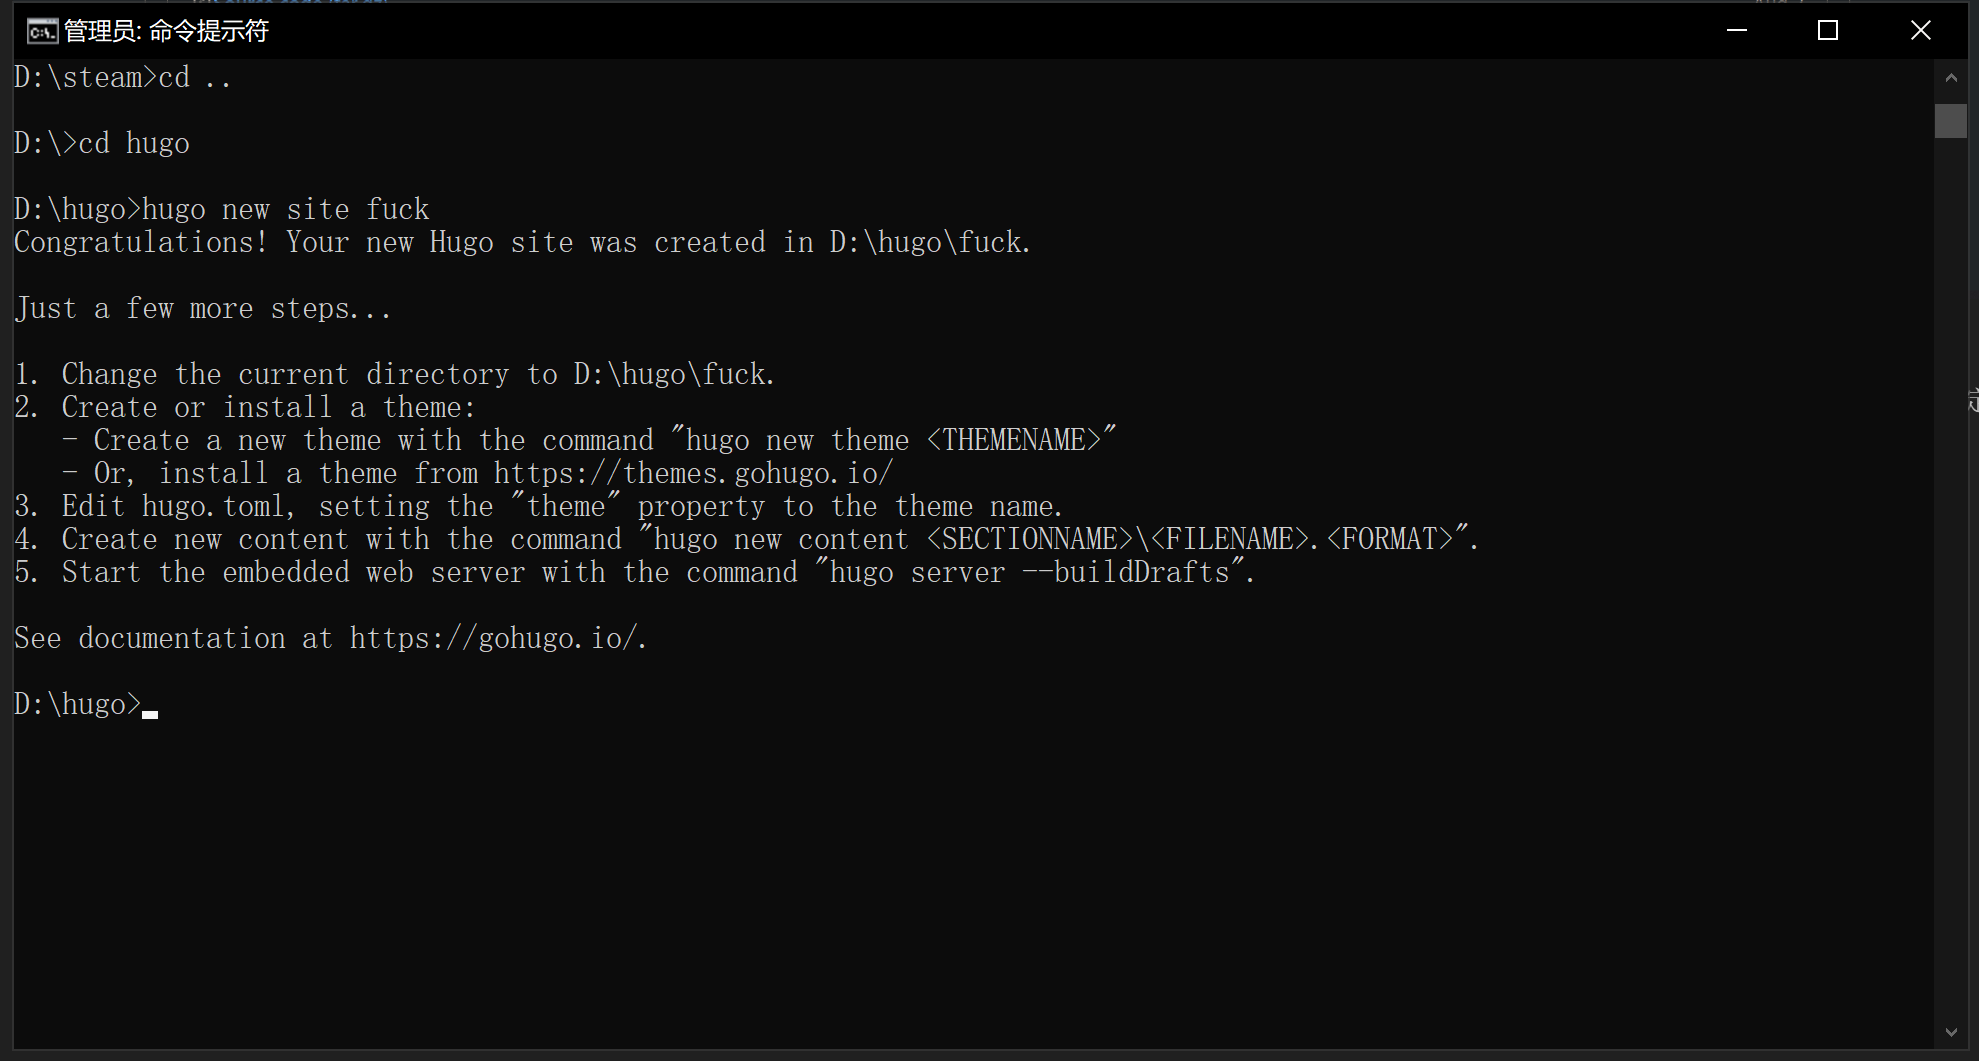 管理员: 命令提示符
D:\steam>cd ..
D:\>cd hugo
D:\hugo>hugo new site fuck
Congratulations! Your new Hugo site was created in D:\hugo\fuck.
Just a few more steps...
1. Change the current directory to D:\hugo\fuck.
2. Create or install a theme:
   - Create a new theme with the command "hugo new theme <THEMENAME>"
   - Or, install a theme from https://themes.gohugo.io/
3. Edit hugo.toml, setting the "theme" property to the theme name.
4. Create new content with the command "hugo new content <SECTIONNAME>\<FILENAME>.<FORMAT>".
5. Start the embedded web server with the command "hugo server --buildDrafts".
See documentation at https://gohugo.io/.
D:\hugo>